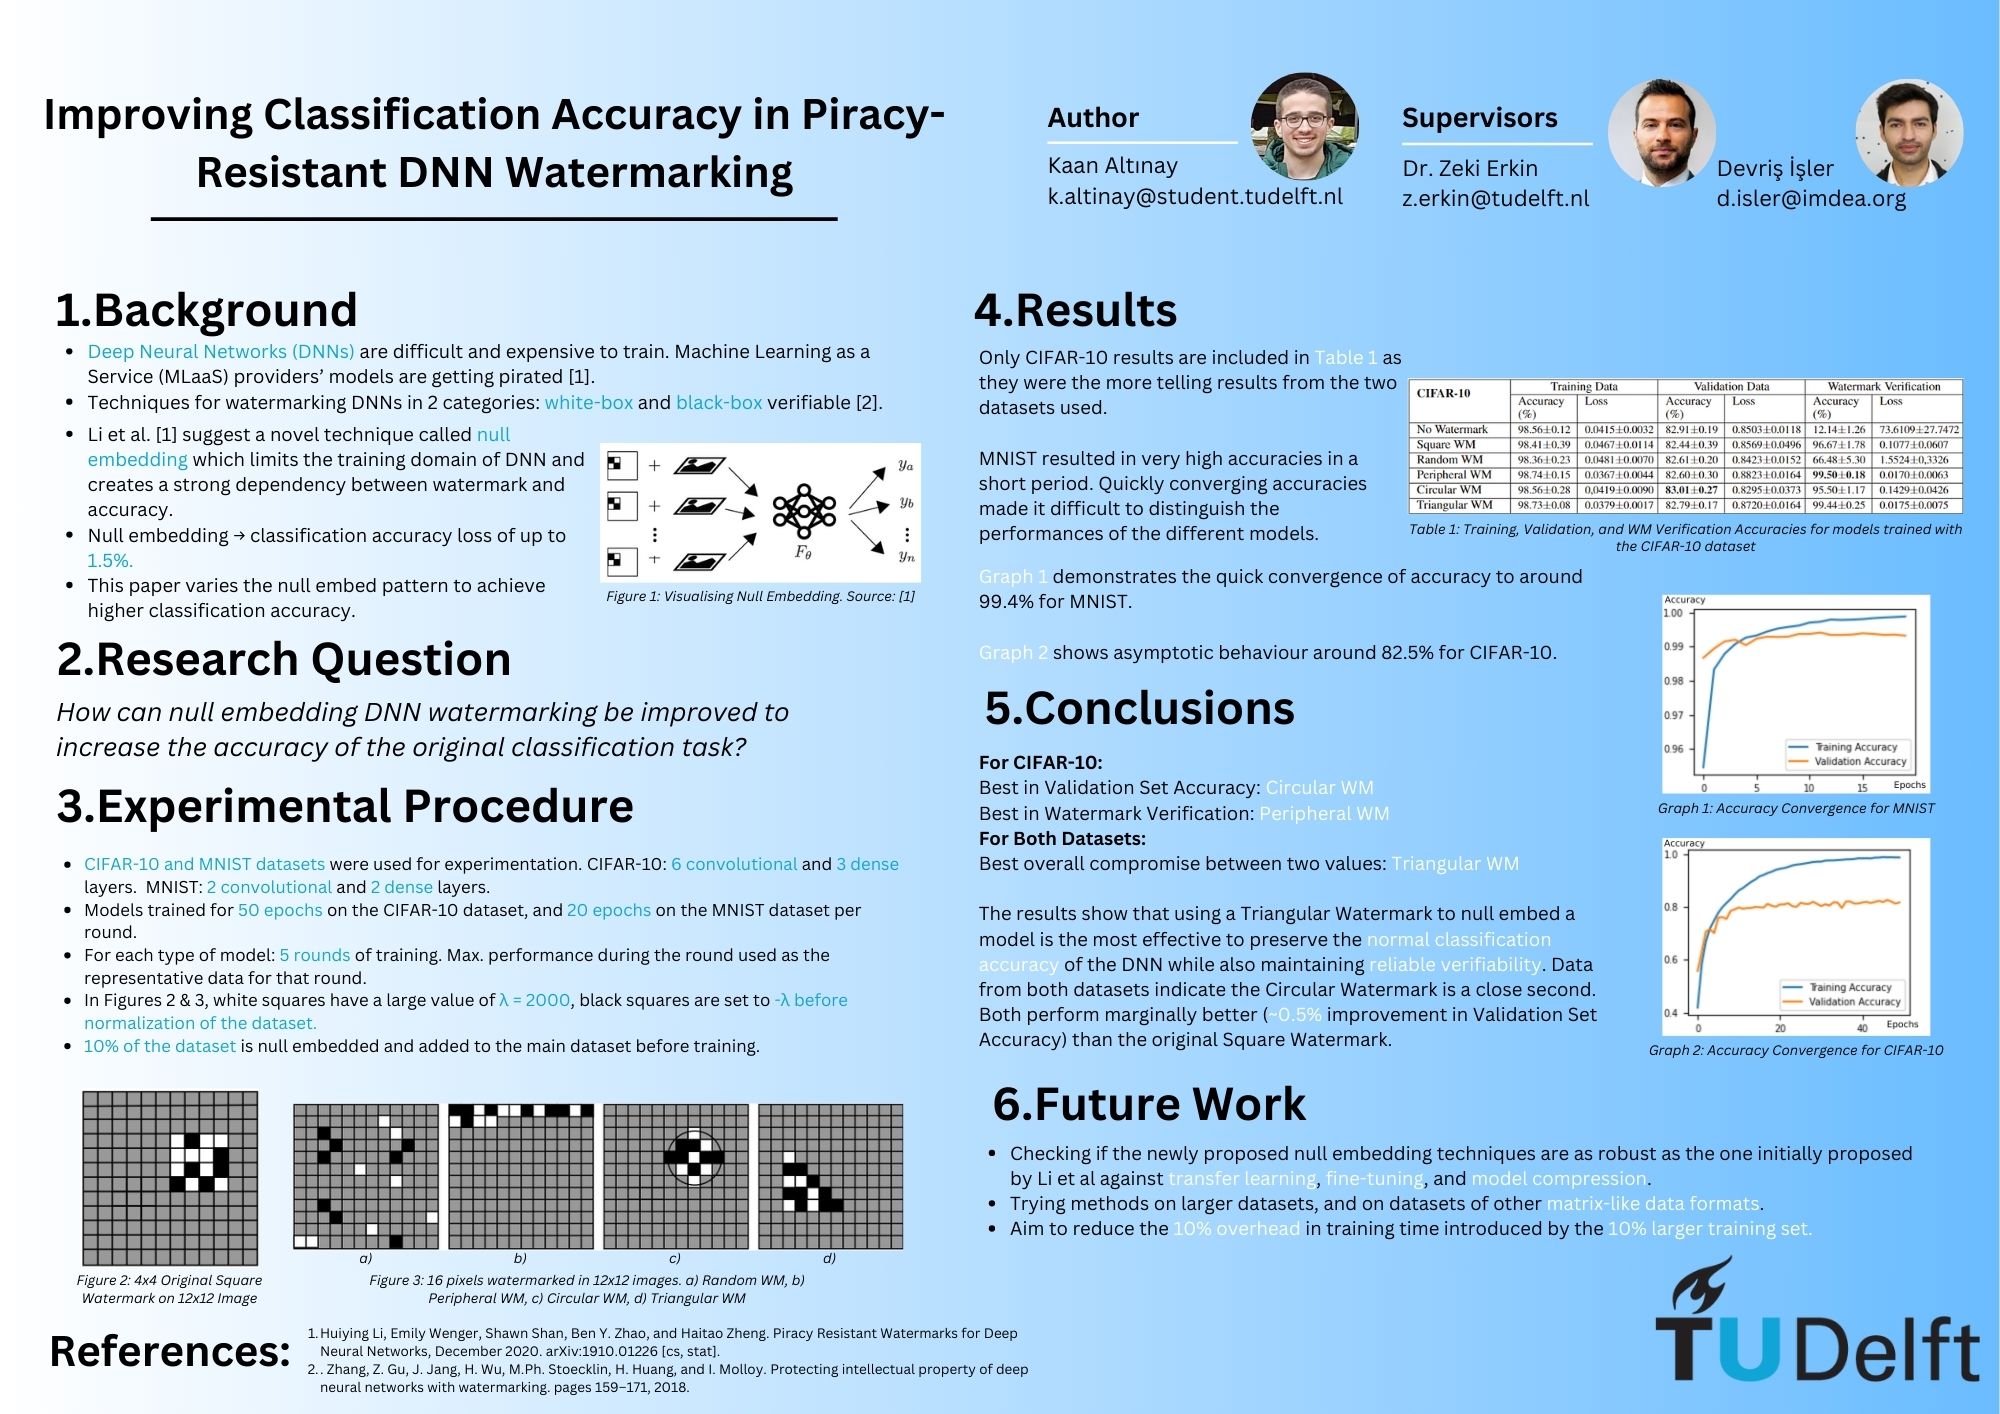 Improving Classification Accuracy in Piracy-
Resistant DNN Watermarking
Author
Kaan Altınay
k.altinay@student.tudelft.nl
Supervisors
Dr. Zeki Erkin
z.erkin@tudelft.nl
Devriş İşler
d.isler@imdea.org
1.Background
• Deep Neural Networks (DNNs) are difficult and expensive to train. Machine Learning as a
Service (MLaaS) providers’ models are getting pirated [1].
• Techniques for watermarking DNNs in 2 categories: white-box and black-box verifiable [2].
• Li et al. [1] suggest a novel technique called null
embedding which limits the training domain of DNN and
creates a strong dependency between watermark and
accuracy.
• Null embedding → classification accuracy loss of up to
1.5%.
• This paper varies the null embed pattern to achieve
higher classification accuracy.
+ ya
+ yb
⋮ ⋮
+ Fθ yn
Figure 1: Visualising Null Embedding. Source: [1]
2.Research Question
How can null embedding DNN watermarking be improved to
increase the accuracy of the original classification task?
3.Experimental Procedure
• CIFAR-10 and MNIST datasets were used for experimentation. CIFAR-10: 6 convolutional and 3 dense
layers. MNIST: 2 convolutional and 2 dense layers.
• Models trained for 50 epochs on the CIFAR-10 dataset, and 20 epochs on the MNIST dataset per
round.
• For each type of model: 5 rounds of training. Max. performance during the round used as the
representative data for that round.
• In Figures 2 & 3, white squares have a large value of λ = 2000, black squares are set to -λ before
normalization of the dataset.
• 10% of the dataset is null embedded and added to the main dataset before training.
a) b) c) d)
Figure 2: 4x4 Original Square
Watermark on 12x12 Image
Figure 3: 16 pixels watermarked in 12x12 images. a) Random WM, b)
Peripheral WM, c) Circular WM, d) Triangular WM
References:
1. Huiying Li, Emily Wenger, Shawn Shan, Ben Y. Zhao, and Haitao Zheng. Piracy Resistant Watermarks for Deep
Neural Networks, December 2020. arXiv:1910.01226 [cs, stat].
2. . Zhang, Z. Gu, J. Jang, H. Wu, M.Ph. Stoecklin, H. Huang, and I. Molloy. Protecting intellectual property of deep
neural networks with watermarking. pages 159–171, 2018.
4.Results
Only CIFAR-10 results are included in Table 1 as
they were the more telling results from the two
datasets used.
MNIST resulted in very high accuracies in a
short period. Quickly converging accuracies
made it difficult to distinguish the
performances of the different models.
CIFAR-10 Training Data Validation Data Watermark Verification
Accuracy (%) Loss Accuracy (%) Loss Accuracy (%) Loss
No Watermark 98.56±0.12 0.0415±0.0032 82.91±0.19 0.8503±0.0118 12.14±1.26 73.6109±27.7472
Square WM 98.41±0.39 0.0467±0.0114 82.44±0.39 0.8569±0.0496 96.67±1.78 0.1077±0.0607
Random WM 98.36±0.23 0.0481±0.0070 82.61±0.20 0.8423±0.0152 66.48±5.30 1.5524±0,3326
Peripheral WM 98.74±0.15 0.0367±0.0044 82.60±0.30 0.8823±0.0164 99.50±0.18 0.0170±0.0063
Circular WM 98.56±0.28 0,0419±0.0090 83.01±0.27 0.8295±0.0373 95.50±1.17 0.1429±0.0426
Triangular WM 98.73±0.08 0.0379±0.0017 82.79±0.17 0.8720±0.0164 99.44±0.25 0.0175±0.0075
Table 1: Training, Validation, and WM Verification Accuracies for models trained with
the CIFAR-10 dataset
Graph 1 demonstrates the quick convergence of accuracy to around
99.4% for MNIST.
Graph 2 shows asymptotic behaviour around 82.5% for CIFAR-10.
Accuracy
1.00
0.99
0.98
0.97
0.96
Training Accuracy
Validation Accuracy
0 5 10 15 Epochs
Graph 1: Accuracy Convergence for MNIST
Accuracy
1.0
0.8
0.6
0.4
Training Accuracy
Validation Accuracy
0 20 40 Epochs
Graph 2: Accuracy Convergence for CIFAR-10
5.Conclusions
For CIFAR-10:
Best in Validation Set Accuracy: Circular WM
Best in Watermark Verification: Peripheral WM
For Both Datasets:
Best overall compromise between two values: Triangular WM
The results show that using a Triangular Watermark to null embed a
model is the most effective to preserve the normal classification
accuracy of the DNN while also maintaining reliable verifiability. Data
from both datasets indicate the Circular Watermark is a close second.
Both perform marginally better (~0.5% improvement in Validation Set
Accuracy) than the original Square Watermark.
6.Future Work
• Checking if the newly proposed null embedding techniques are as robust as the one initially proposed
by Li et al against transfer learning, fine-tuning, and model compression.
• Trying methods on larger datasets, and on datasets of other matrix-like data formats.
• Aim to reduce the 10% overhead in training time introduced by the 10% larger training set.
TUDelft